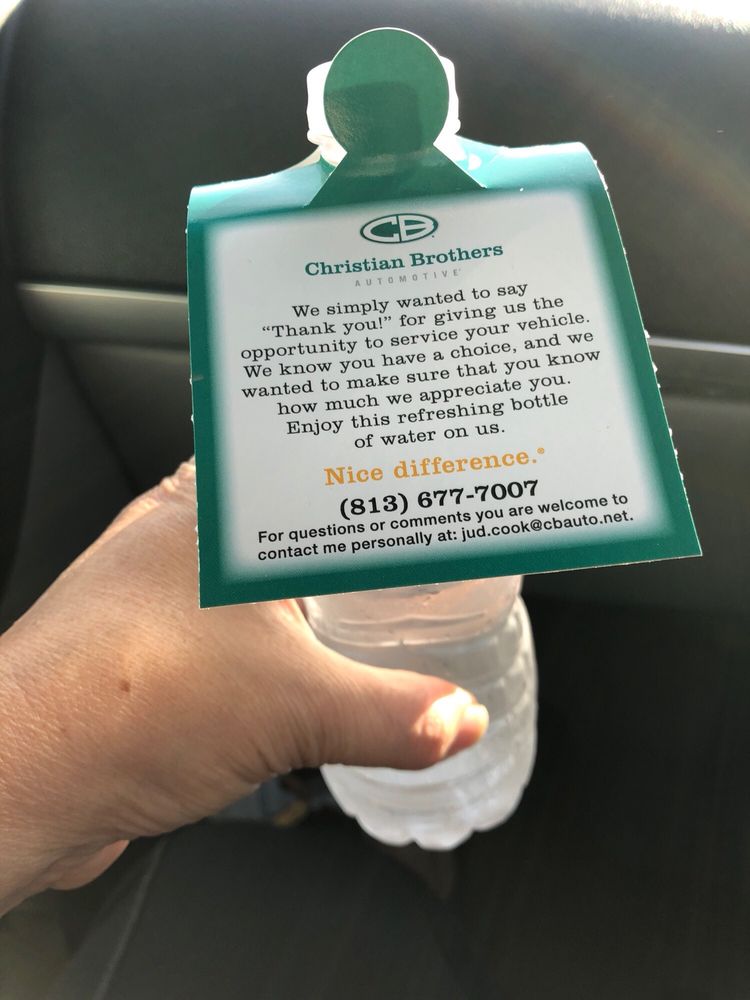 CB
Christian Brothers
AUTOMOTIVE
We simply wanted to say
“Thank you!” for giving us the
opportunity to service your vehicle.
We know you have a choice, and we
wanted to make sure that you know
how much we appreciate you.
Enjoy this refreshing bottle
of water on us.
Nice difference.®
(813) 677-7007
For questions or comments you are welcome to
contact me personally at: jud.cook@cbauto.net.